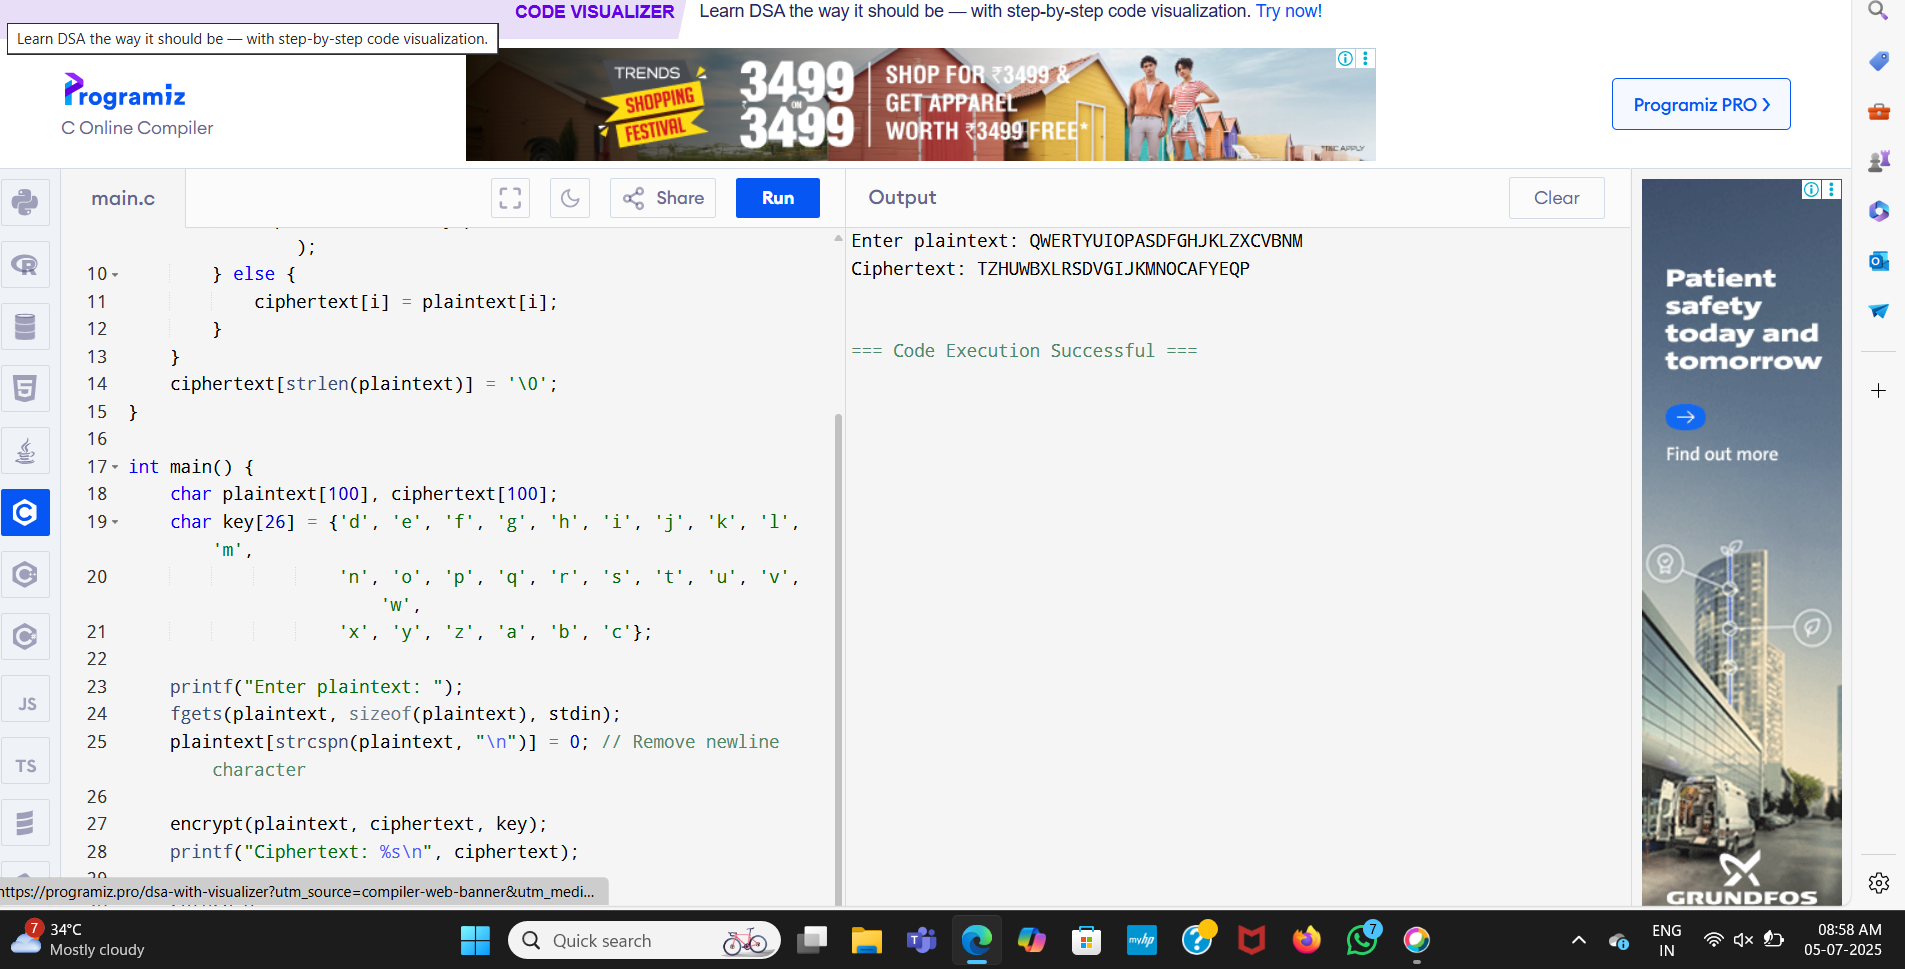 CODE VISUALIZER
Learn DSA the way it should be — with step-by-step code visualization. Try now!
Learn DSA the way it should be — with step-by-step code visualization.
Programiz
C Online Compiler
TRENDS
SHOPPING
FESTIVAL
3499
ON
3499
SHOP FOR ₹3499 &
GET APPAREL
WORTH ₹3499 FREE*
*T&C APPLY
Programiz PRO
main.c
Share
Run
Output
Clear
);
10 } else {
11 ciphertext[i] = plaintext[i];
12 }
13 }
14 ciphertext[strlen(plaintext)] = '\0';
15 }
16
17 int main() {
18 char plaintext[100], ciphertext[100];
19 char key[26] = {'d', 'e', 'f', 'g', 'h', 'i', 'j', 'k', 'l',
'm',
20 'n', 'o', 'p', 'q', 'r', 's', 't', 'u', 'v',
'w',
21 'x', 'y', 'z', 'a', 'b', 'c'};
22
23 printf("Enter plaintext: ");
24 fgets(plaintext, sizeof(plaintext), stdin);
25 plaintext[strcspn(plaintext, "\n")] = 0; // Remove newline
character
26
27 encrypt(plaintext, ciphertext, key);
28 printf("Ciphertext: %s\n", ciphertext);
29
Enter plaintext: QWERTYUIOPASDFGHJKLZXCVBNM
Ciphertext: TZHUWBXLRSDVGIJKMNOCAFYEQP
=== Code Execution Successful ===
JS
TS
Patient
safety
today and
tomorrow
Find out more
GRUNDFOS
https://programiz.pro/dsa-with-visualizer?utm_source=compiler-web-banner&utm_medi...
7
34°C
Mostly cloudy
Quick search
myhp
7
ENG
IN
08:58 AM
05-07-2025